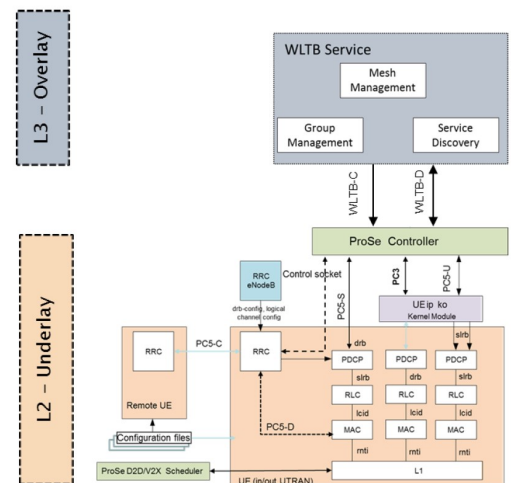 L3 – Overlay
WLTB Service
Mesh
Management
Group
Management
Service
Discovery
WLTB-C
WLTB-D
ProSe Controller
L2 – Underlay
RRC
eNodeB
Control socket
PC5-S
PC3
PC5-U
UE ip ko
Kernel Module
drb-config, logical
channel config
RRC
PC5-C
RRC
drb
slrb
PDCP
PDCP
PDCP
slrb
drb
slrb
RLC
RLC
RLC
Remote UE
lcid
lcid
lcid
PC5-D
MAC
MAC
MAC
Configuration files
rnti
rnti
rnti
ProSe D2D/V2X Scheduler
L1
UE (in/out UTRAN)